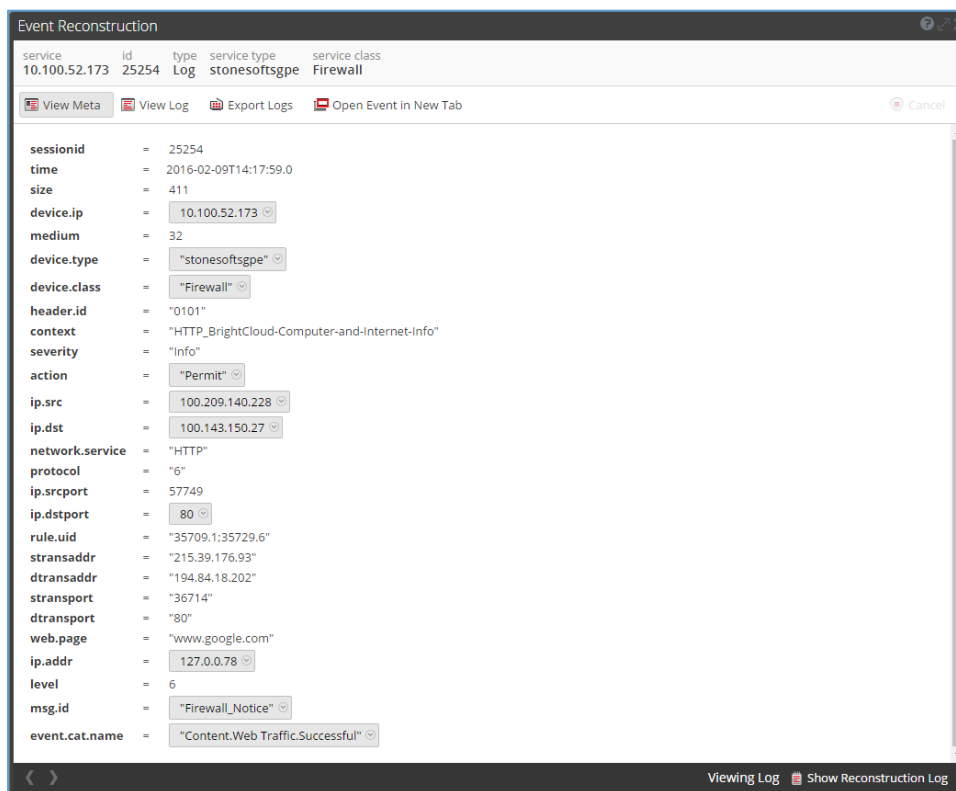 Event Reconstruction
service id type service type service class
10.100.52.173 25254 Log stonesoftsgpe Firewall
View Meta View Log Export Logs Open Event in New Tab Cancel
sessionid = 25254
time = 2016-02-09T14:17:59.0
size = 411
device.ip = 10.100.52.173
medium = 32
device.type = "stonesoftsgpe"
device.class = "Firewall"
header.id = "0101"
context = "HTTP_BrightCloud-Computer-and-Internet-Info"
severity = "Info"
action = "Permit"
ip.src = 100.209.140.228
ip.dst = 100.143.150.27
network.service = "HTTP"
protocol = "6"
ip.srcport = 57749
ip.dstport = 80
rule.uid = "35709.1;35729.6"
stransaddr = "215.39.176.93"
dtransaddr = "194.84.18.202"
stransport = "36714"
dtransport = "80"
web.page = "www.google.com"
ip.addr = 127.0.0.78
level = 6
msg.id = "Firewall_Notice"
event.cat.name = "Content.Web Traffic.Successful"
Viewing Log Show Reconstruction Log